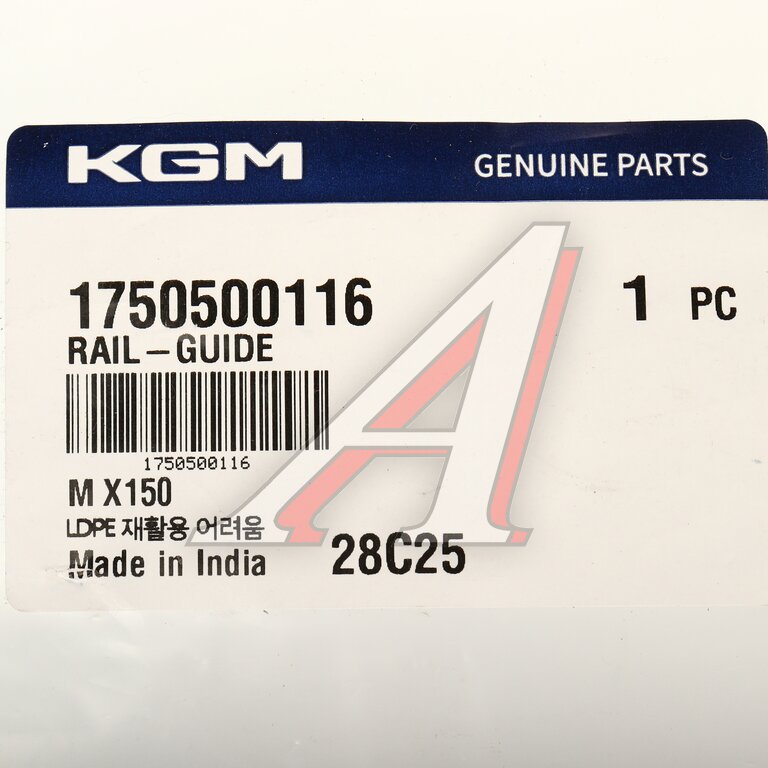 KGM GENUINE PARTS
1750500116 1 PC
RAIL-GUIDE
1750500116
M X150
LDPE 재활용 어려움
Made in India 28C25